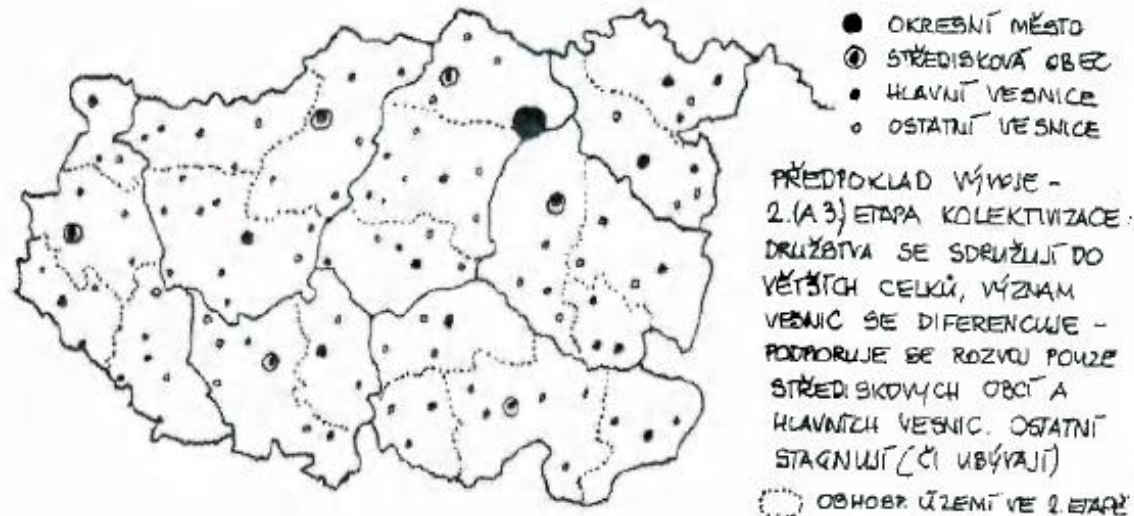 OKRESNÍ MĚSTO
STŘEDISKOVÁ OBEC
HLAVNÍ VESNICE
OSTATNÍ VESNICE
PŘEDPOKLAD VÝVOJE -
2.(A 3.) ETAPA KOLEKTIVIZACE:
DRUŽSTVA SE SDRUŽUJÍ DO
VĚTŠÍCH CELKŮ, VÝZNAM
VESNIC SE DIFERENCUJE -
PODPORUJE SE ROZVOJ POUZE
STŘEDISKOVÝCH OBCÍ A
HLAVNÍCH VESNIC. OSTATNÍ
STAGNUJÍ (ČI UBÝVAJÍ)
ÚZEMÍ VE 2. ETAPĚ